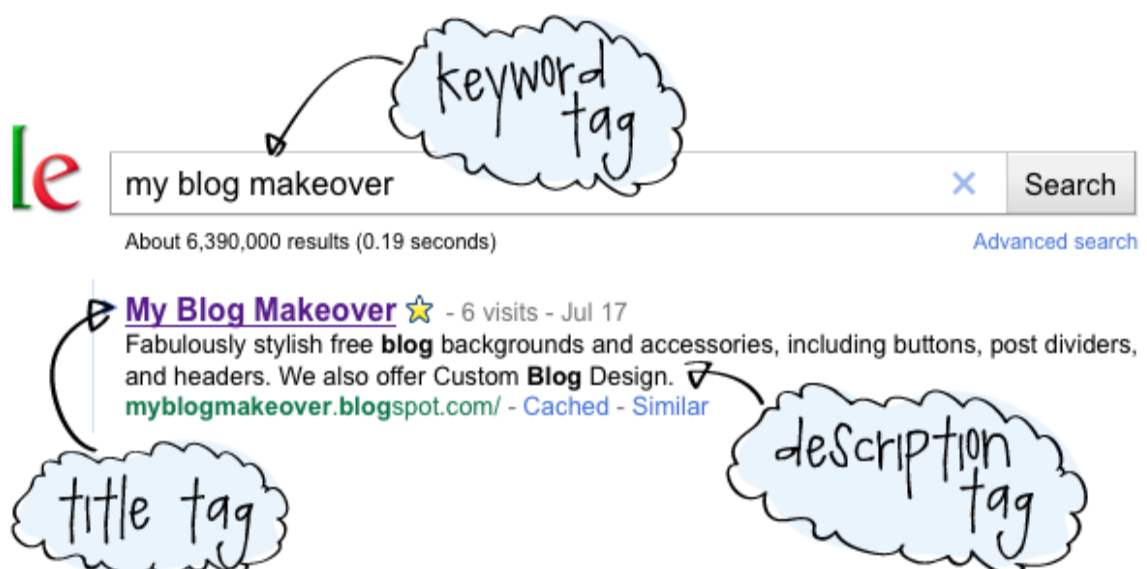 keyword
tag
le
my blog makeover × Search
About 6,390,000 results (0.19 seconds) Advanced search
My Blog Makeover - 6 visits - Jul 17
Fabulously stylish free blog backgrounds and accessories, including buttons, post dividers,
and headers. We also offer Custom Blog Design.
myblogmakeover.blogspot.com/ - Cached - Similar
description
tag
title tag